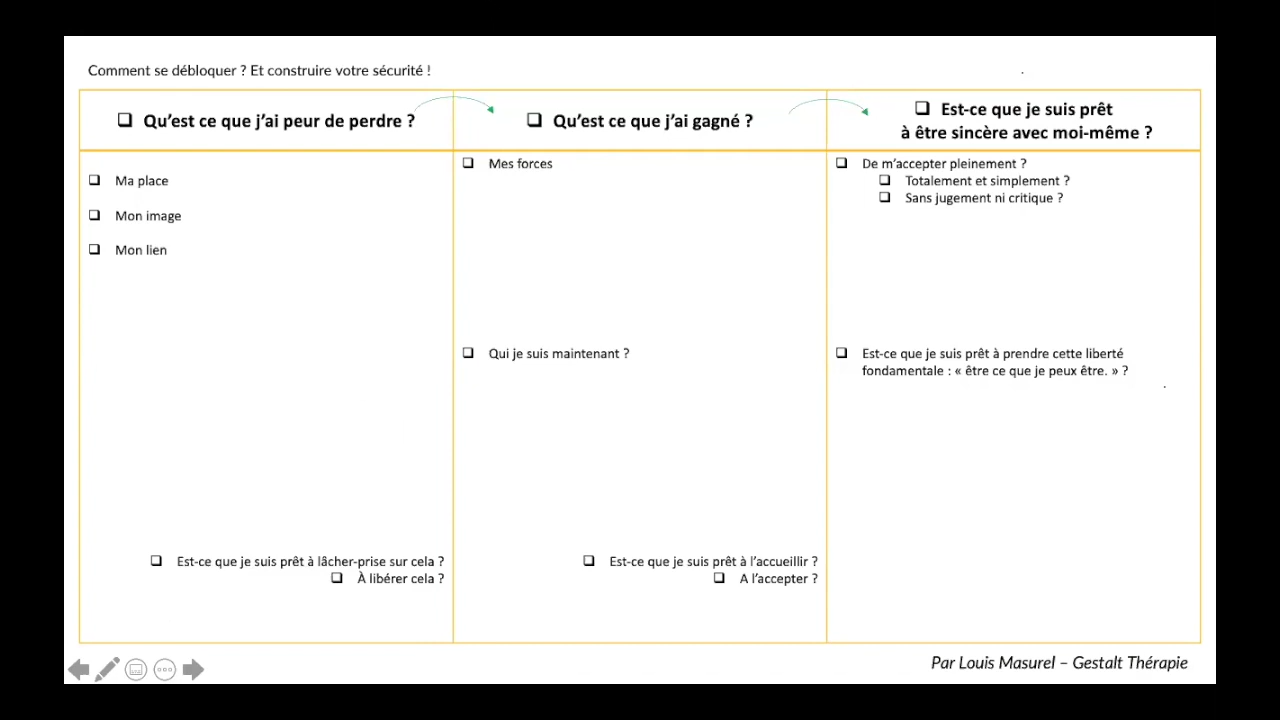 Comment se débloquer ? Et construire votre sécurité !
Qu’est ce que j’ai peur de perdre ?
Ma place
Mon image
Mon lien
Est-ce que je suis prêt à lâcher-prise sur cela ?
À libérer cela ?
Qu’est ce que j’ai gagné ?
Mes forces
Qui je suis maintenant ?
Est-ce que je suis prêt à l’accueillir ?
A l’accepter ?
Est-ce que je suis prêt
à être sincère avec moi-même ?
De m’accepter pleinement ?
Totalement et simplement ?
Sans jugement ni critique ?
Est-ce que je suis prêt à prendre cette liberté
fondamentale : « être ce que je peux être. » ?
Par Louis Masurel – Gestalt Thérapie